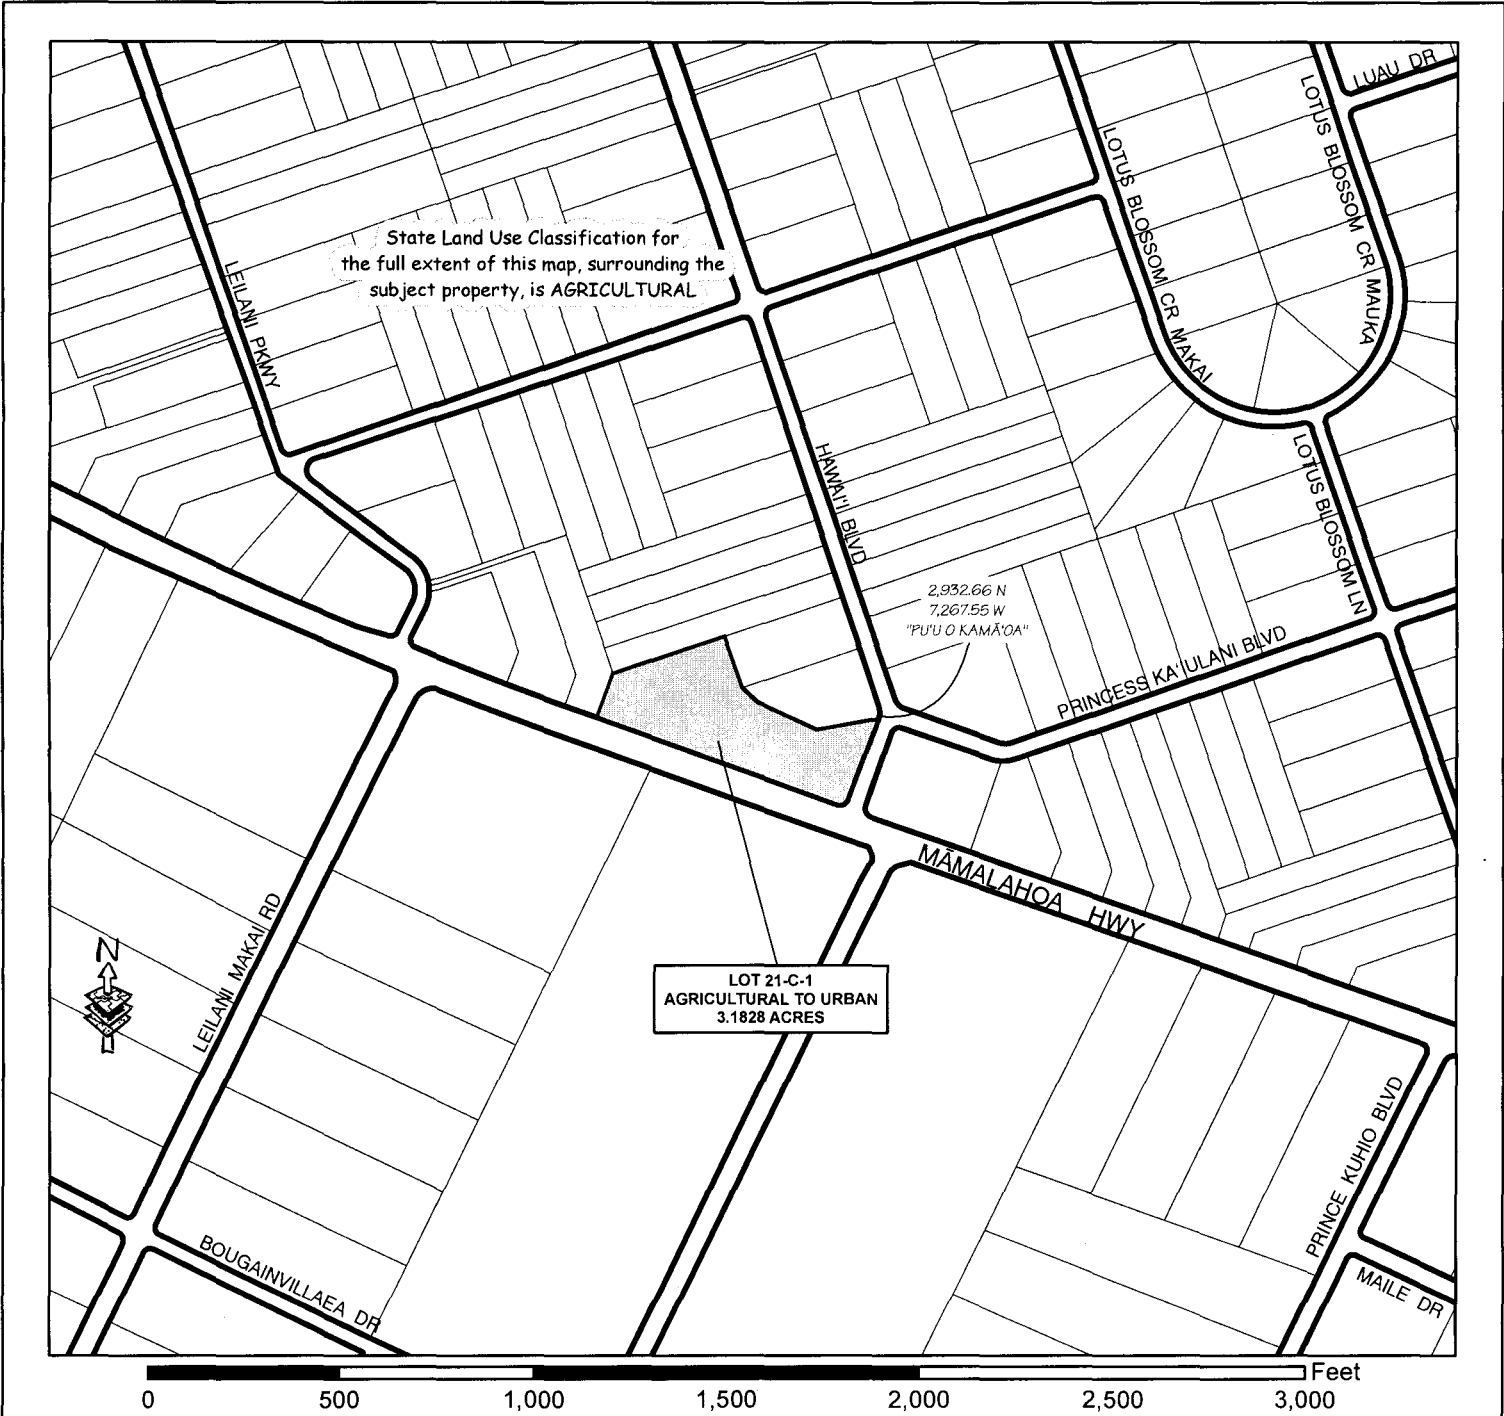 LUAU DR
LOTUS BLOSSOM CR MAUKA
LOTUS BLOSSOM CR MAKAI
State Land Use Classification for
the full extent of this map, surrounding the
subject property, is AGRICULTURAL
LEILANI PKWY
HAWAI'I BLVD
LOTUS BLOSSOM LN
2,932.66 N
7,267.55 W
"PU'U O KAMĀ'OA"
PRINCESS KA'IULANI BLVD
MĀMALAHOA HWY
LEILANI MAKAI RD
N
LOT 21-C-1
AGRICULTURAL TO URBAN
3.1828 ACRES
PRINCE KUHIO BLVD
BOUGAINVILLAEA DR
MAILE DR
Feet
0 500 1,000 1,500 2,000 2,500 3,000